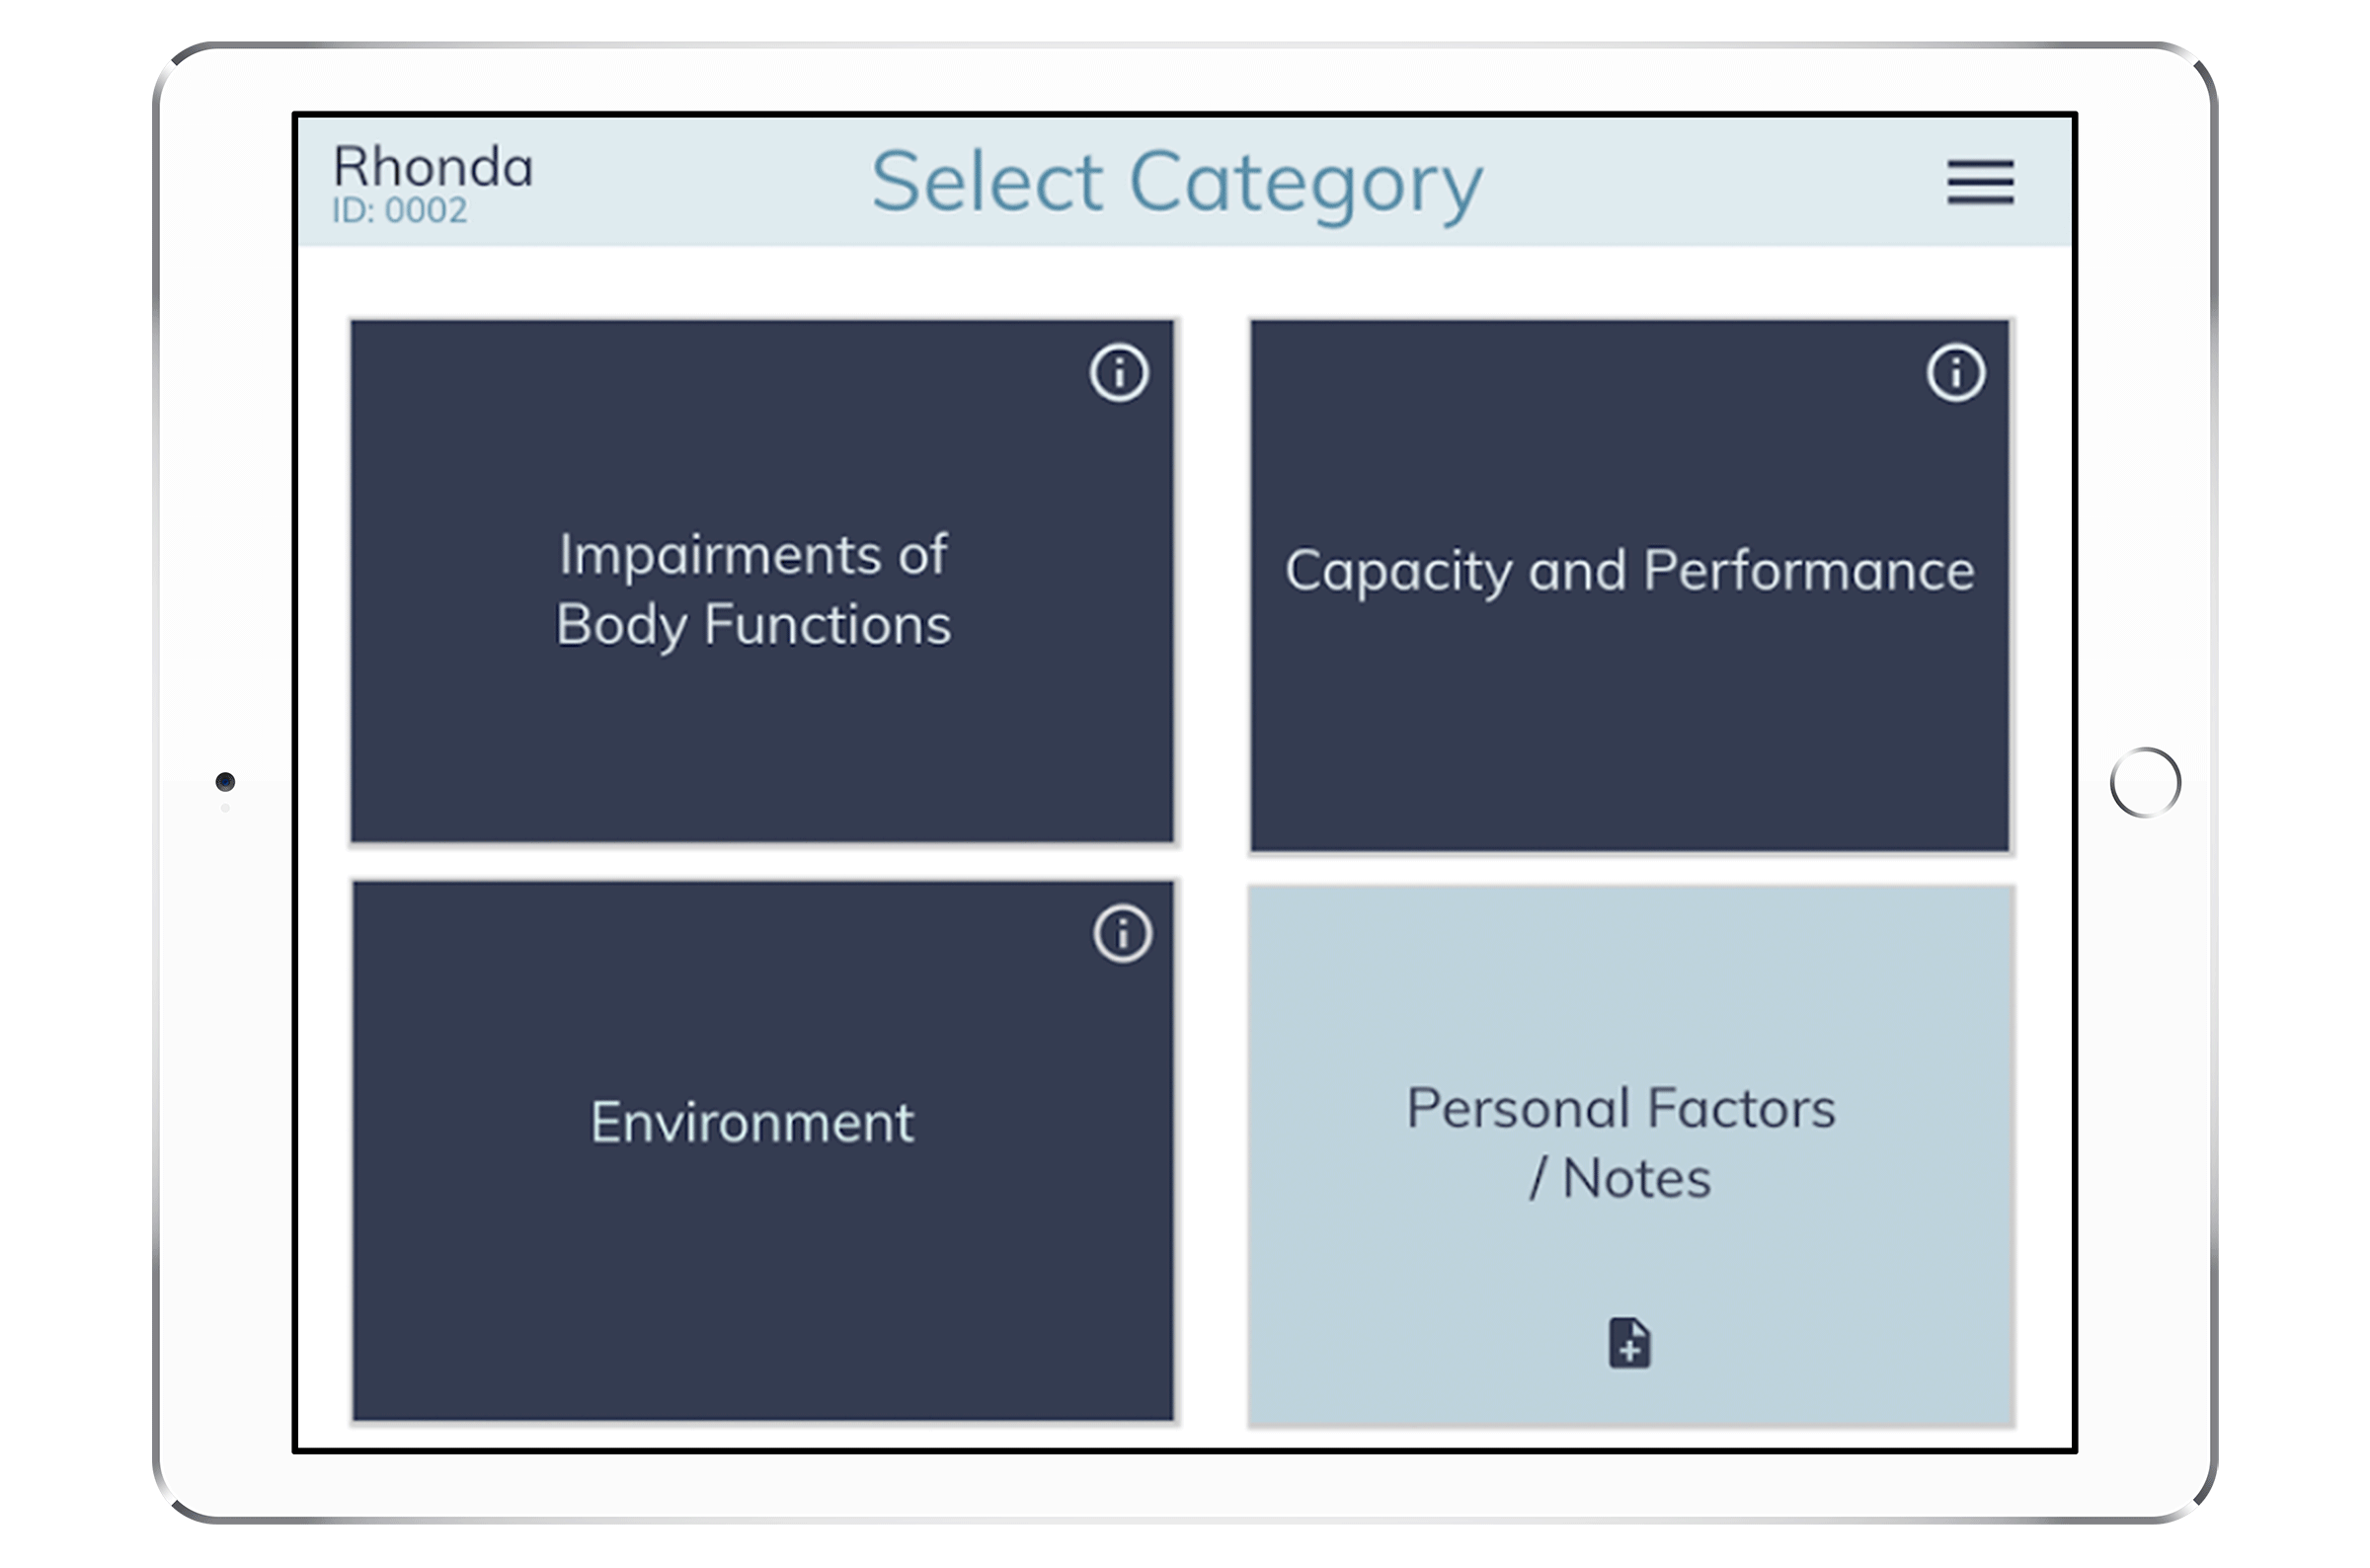 Rhonda
ID: 0002
Select Category
Impairments of
Body Functions
Capacity and Performance
Environment
Personal Factors
/ Notes